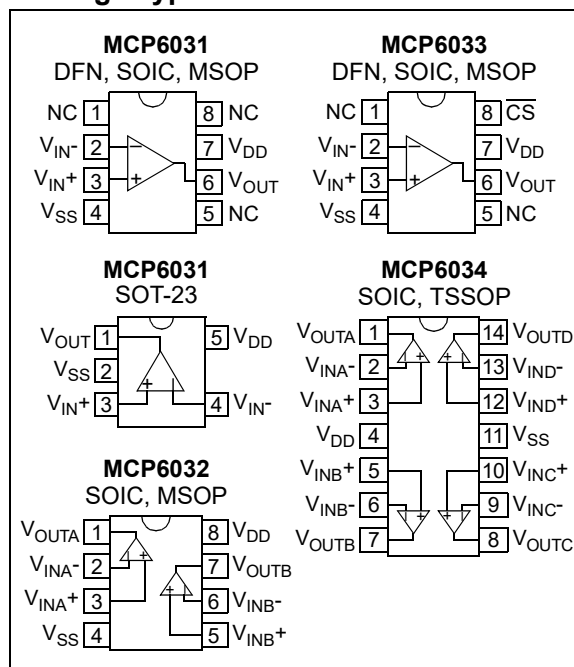 MCP6031
DFN, SOIC, MSOP
NC 1 8 NC
VIN- 2 7 VDD
VIN+ 3 6 VOUT
VSS 4 5 NC
MCP6033
DFN, SOIC, MSOP
NC 1 8 CS
VIN- 2 7 VDD
VIN+ 3 6 VOUT
VSS 4 5 NC
MCP6031
SOT-23
VOUT 1 5 VDD
VSS 2
VIN+ 3 4 VIN-
MCP6034
SOIC, TSSOP
VOUTA 1 14 VOUTD
VINA- 2 13 VIND-
VINA+ 3 12 VIND+
VDD 4 11 VSS
VINB+ 5 10 VINC+
VINB- 6 9 VINC-
VOUTB 7 8 VOUTC
MCP6032
SOIC, MSOP
VOUTA 1 8 VDD
VINA- 2 7 VOUTB
VINA+ 3 6 VINB-
VSS 4 5 VINB+